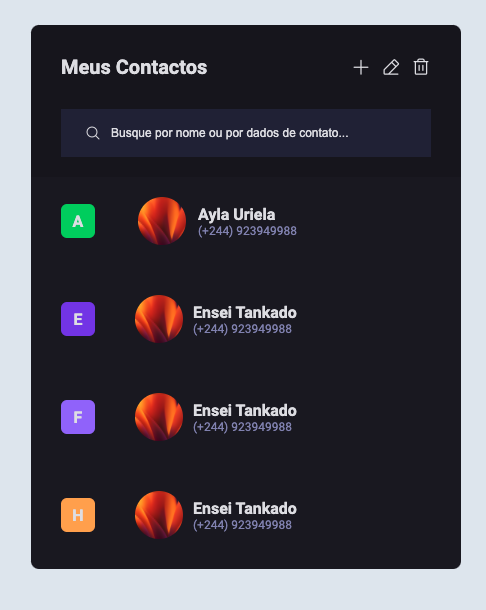 Meus Contactos
Busque por nome ou por dados de contato...
A
Ayla Uriela
(+244) 923949988
E
Ensei Tankado
(+244) 923949988
F
Ensei Tankado
(+244) 923949988
H
Ensei Tankado
(+244) 923949988